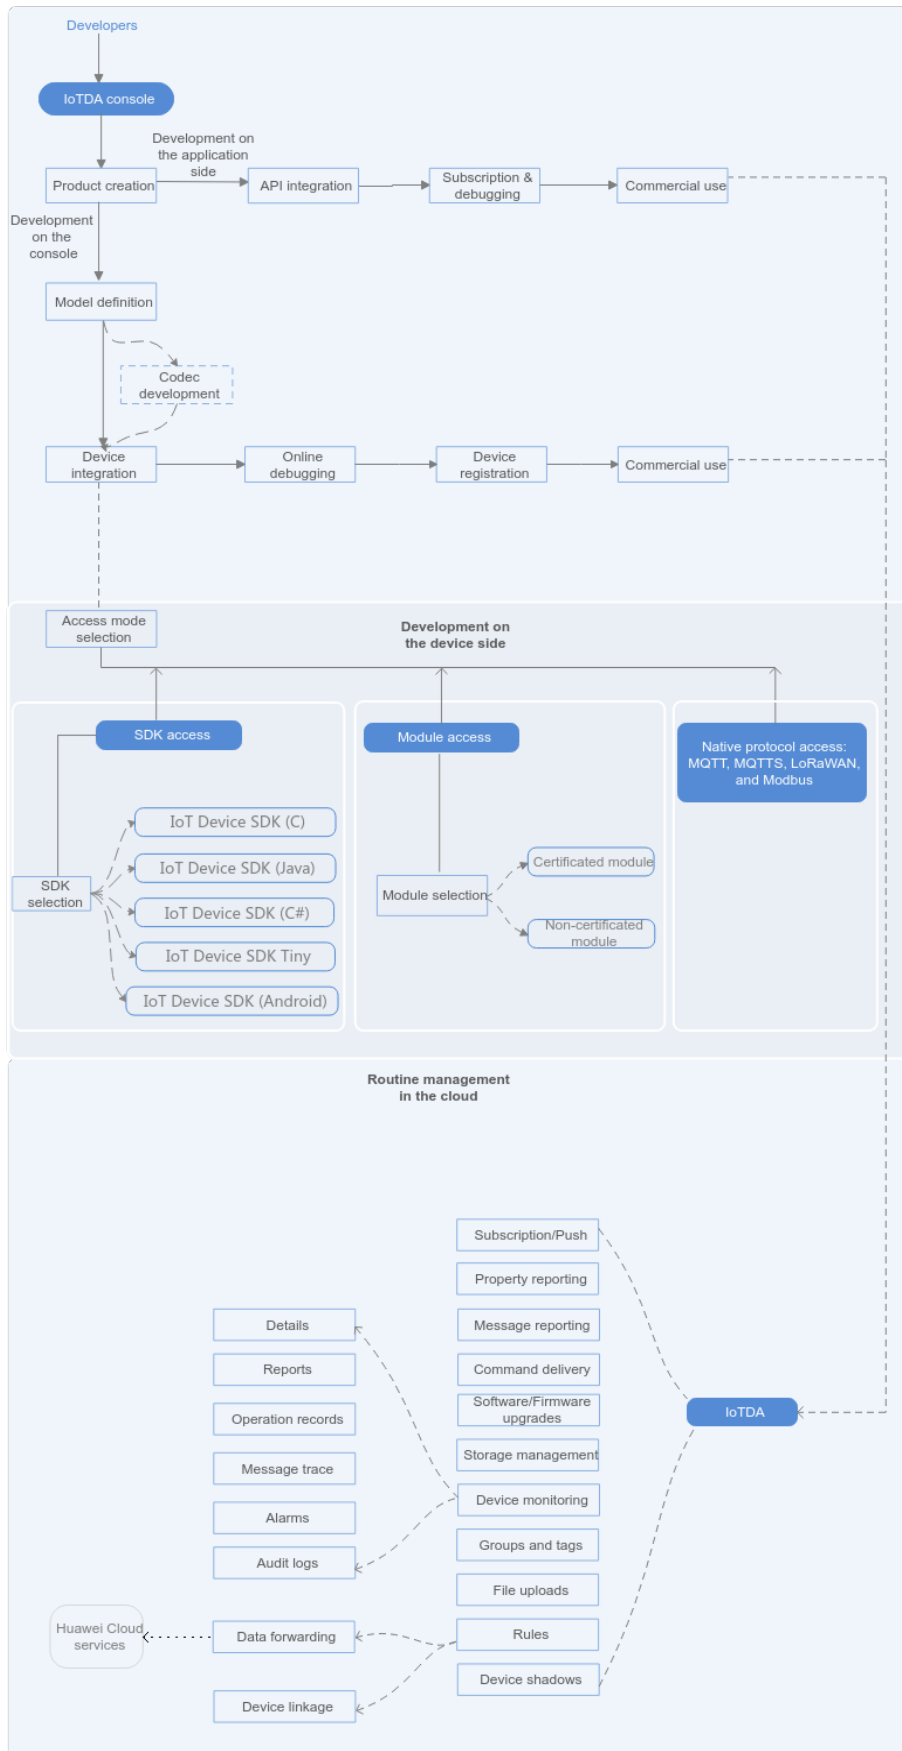 Developers
IoTDA console
Development on
the application
side
Product creation
API integration
Subscription &
debugging
Commercial use
Development
on the
console
Model definition
Codec
development
Device
integration
Online
debugging
Device
registration
Commercial use
Access mode
selection
Development on
the device side
SDK access
Module access
Native protocol access:
MQTT, MQTTS, LoRaWAN,
and Modbus
IoT Device SDK (C)
IoT Device SDK (Java)
SDK
selection
IoT Device SDK (C#)
IoT Device SDK Tiny
IoT Device SDK (Android)
Module selection
Certificated module
Non-certificated
module
Routine management
in the cloud
Subscription/Push
Property reporting
Message reporting
Command delivery
Software/Firmware
upgrades
Storage management
Device monitoring
Groups and tags
File uploads
Rules
Device shadows
IoTDA
Details
Reports
Operation records
Message trace
Alarms
Audit logs
Data forwarding
Device linkage
Huawei Cloud
services